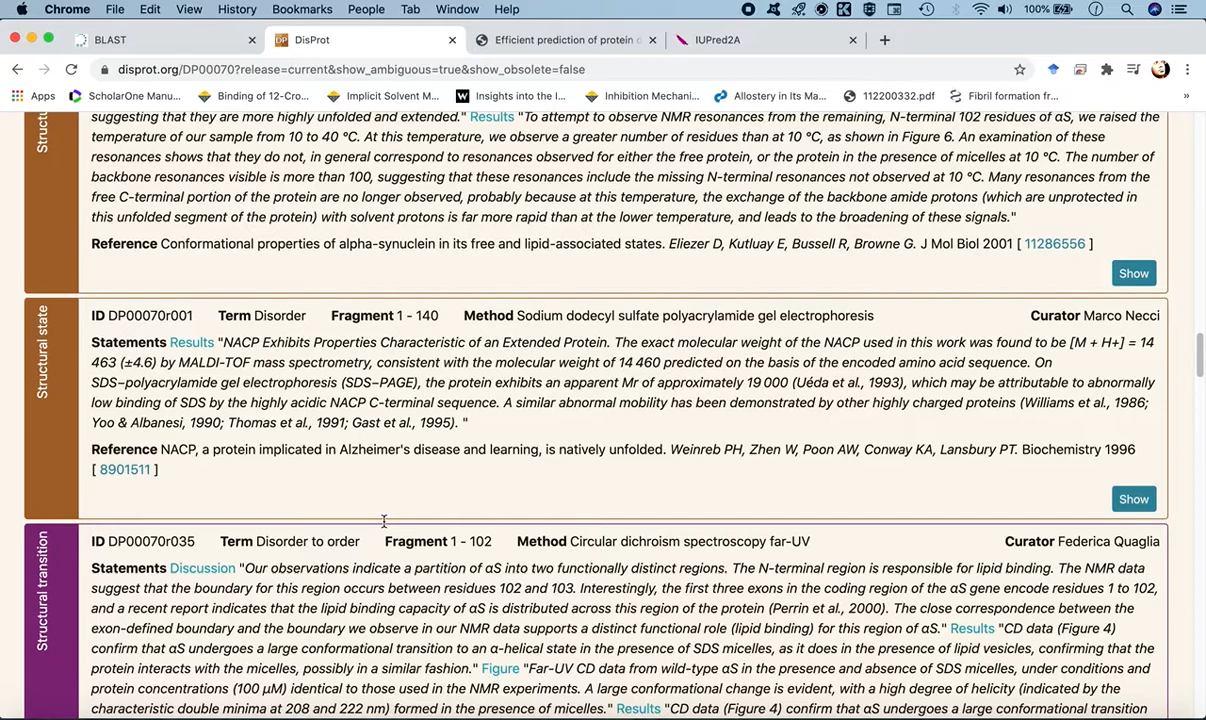 Chrome File Edit View History Bookmarks People Tab Window Help 100%
BLAST DisProt Efficient prediction of protein IUPred2A
disprot.org/DP00070?release=current&show_ambiguous=true&show_obsolete=false
Apps ScholarOne Manu... Binding of 12-Cro... Implicit Solvent M... Insights into the I... Inhibition Mechani... Allostery in Its Ma... 112200332.pdf Fibril formation fr... »
suggesting that they are more highly unfolded and extended." Results "To attempt to observe NMR resonances from the remaining, N-terminal 102 residues of αS, we raised the
temperature of our sample from 10 to 40 °C. At this temperature, we observe a greater number of residues than at 10 °C, as shown in Figure 6. An examination of these
resonances shows that they do not, in general correspond to resonances observed for either the free protein, or the protein in the presence of micelles at 10 °C. The number of
backbone resonances visible is more than 100, suggesting that these resonances include the missing N-terminal resonances not observed at 10 °C. Many resonances from the
free C-terminal portion of the protein are no longer observed, probably because at this temperature, the exchange of the backbone amide protons (which are unprotected in
this unfolded segment of the protein) with solvent protons is far more rapid than at the lower temperature, and leads to the broadening of these signals."
Reference Conformational properties of alpha-synuclein in its free and lipid-associated states. Eliezer D, Kutluay E, Bussell R, Browne G. J Mol Biol 2001 [ 11286556 ]
Show
Structural state
ID DP00070r001 Term Disorder Fragment 1 - 140 Method Sodium dodecyl sulfate polyacrylamide gel electrophoresis Curator Marco Necci
Statements Results "NACP Exhibits Properties Characteristic of an Extended Protein. The exact molecular weight of the NACP used in this work was found to be [M + H+] = 14
463 (±4.6) by MALDI-TOF mass spectrometry, consistent with the molecular weight of 14 460 predicted on the basis of the encoded amino acid sequence. On
SDS−polyacrylamide gel electrophoresis (SDS−PAGE), the protein exhibits an apparent Mr of approximately 19 000 (Uéda et al., 1993), which may be attributable to abnormally
low binding of SDS by the highly acidic NACP C-terminal sequence. A similar abnormal mobility has been demonstrated by other highly charged proteins (Williams et al., 1986;
Yoo & Albanesi, 1990; Thomas et al., 1991; Gast et al., 1995). "
Reference NACP, a protein implicated in Alzheimer's disease and learning, is natively unfolded. Weinreb PH, Zhen W, Poon AW, Conway KA, Lansbury PT. Biochemistry 1996
[ 8901511 ]
Show
Structural transition
ID DP00070r035 Term Disorder to order Fragment 1 - 102 Method Circular dichroism spectroscopy far-UV Curator Federica Quaglia
Statements Discussion "Our observations indicate a partition of αS into two functionally distinct regions. The N-terminal region is responsible for lipid binding. The NMR data
suggest that the boundary for this region occurs between residues 102 and 103. Interestingly, the first three exons in the coding region of the αS gene encode residues 1 to 102,
and a recent report indicates that the lipid binding capacity of αS is distributed across this region of the protein (Perrin et al., 2000). The close correspondence between the
exon-defined boundary and the boundary we observe in our NMR data supports a distinct functional role (lipid binding) for this region of αS." Results "CD data (Figure 4)
confirm that αS undergoes a large conformational transition to an α-helical state in the presence of SDS micelles, as it does in the presence of lipid vesicles, confirming that the
protein interacts with the micelles, possibly in a similar fashion." Figure "Far-UV CD data from wild-type αS in the presence and absence of SDS micelles, under conditions and
protein concentrations (100 μM) identical to those used in the NMR experiments. A large conformational change is evident, with a high degree of helicity (indicated by the
characteristic double minima at 208 and 222 nm) formed in the presence of micelles." Results "CD data (Figure 4) confirm that αS undergoes a large conformational transition